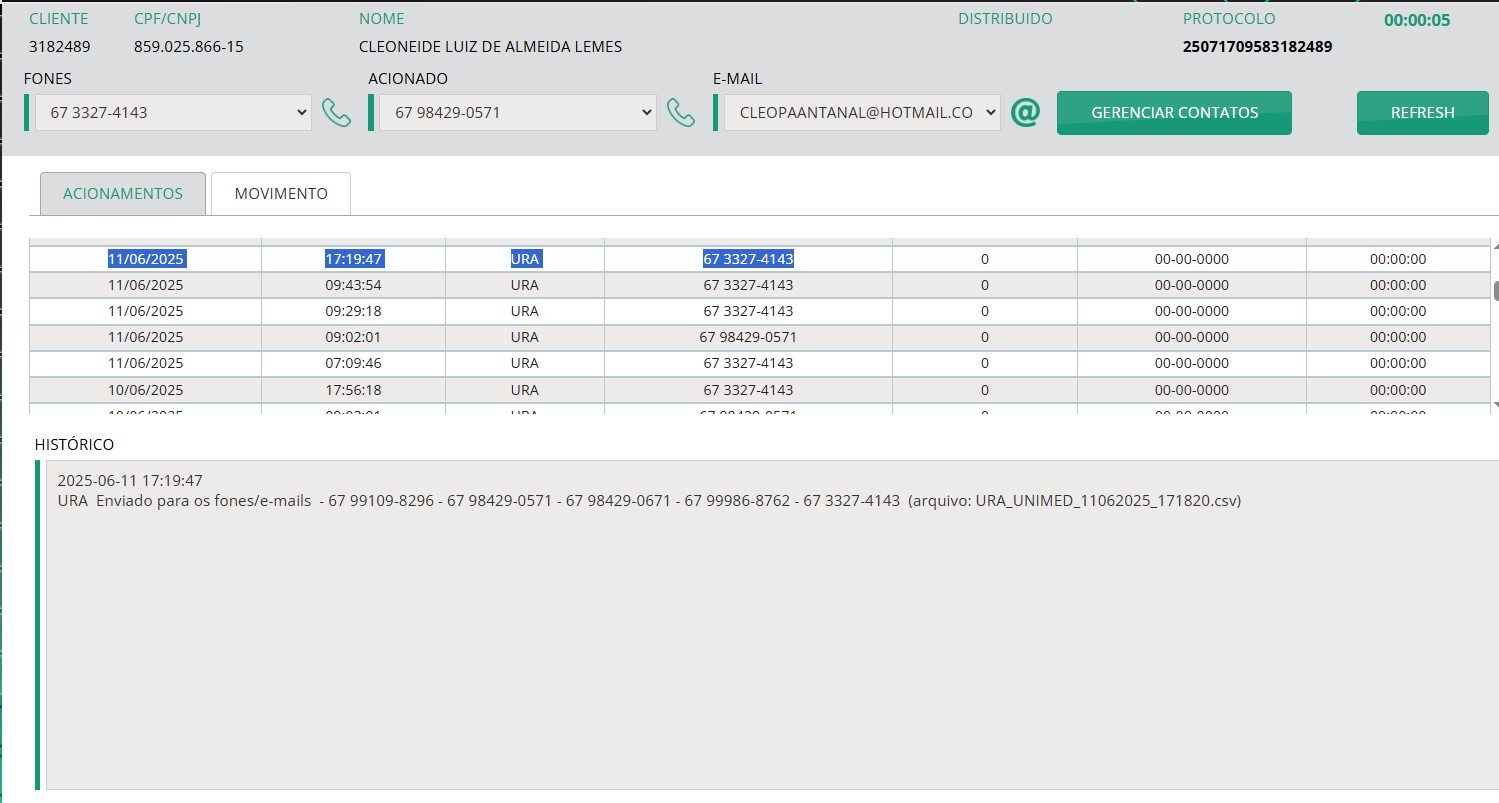 CLIENTE CPF/CNPJ NOME DISTRIBUIDO PROTOCOLO 00:00:05
3182489 859.025.866-15 CLEONEIDE LUIZ DE ALMEIDA LEMES 25071709583182489
FONES ACIONADO E-MAIL
67 3327-4143 67 98429-0571 CLEOPAANTANAL@HOTMAIL.CO @ GERENCIAR CONTATOS REFRESH
ACIONAMENTOS MOVIMENTO
11/06/2025 17:19:47 URA 67 3327-4143 0 00-00-0000 00:00:00
11/06/2025 09:43:54 URA 67 3327-4143 0 00-00-0000 00:00:00
11/06/2025 09:29:18 URA 67 3327-4143 0 00-00-0000 00:00:00
11/06/2025 09:02:01 URA 67 98429-0571 0 00-00-0000 00:00:00
11/06/2025 07:09:46 URA 67 3327-4143 0 00-00-0000 00:00:00
10/06/2025 17:56:18 URA 67 3327-4143 0 00-00-0000 00:00:00
HISTÓRICO
2025-06-11 17:19:47
URA Enviado para os fones/e-mails - 67 99109-8296 - 67 98429-0571 - 67 98429-0671 - 67 99986-8762 - 67 3327-4143 (arquivo: URA_UNIMED_11062025_171820.csv)